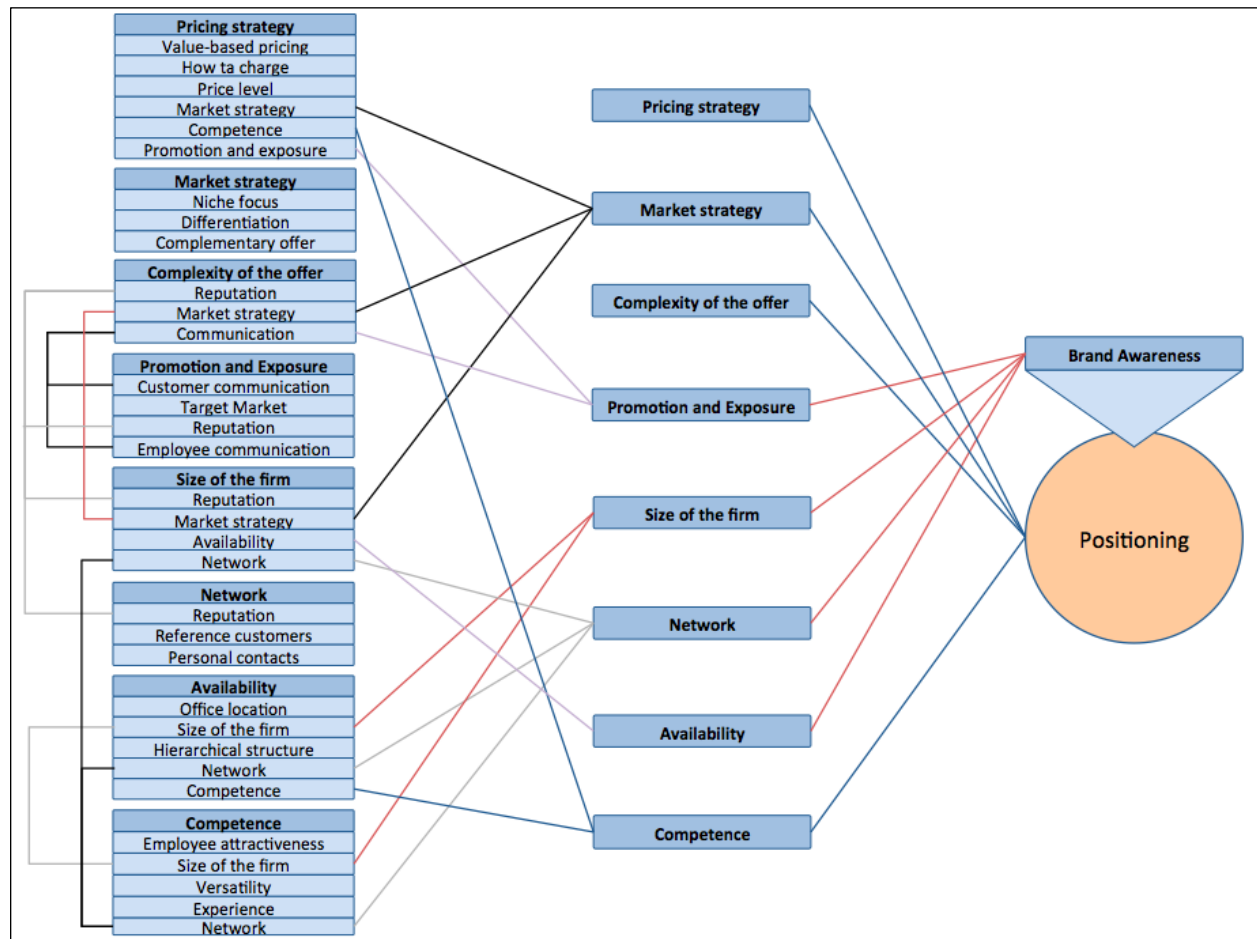 Pricing strategy
Value-based pricing
How ta charge
Price level
Market strategy
Competence
Promotion and exposure
Market strategy
Niche focus
Differentiation
Complementary offer
Complexity of the offer
Reputation
Market strategy
Communication
Promotion and Exposure
Customer communication
Target Market
Reputation
Employee communication
Size of the firm
Reputation
Market strategy
Availability
Network
Network
Reputation
Reference customers
Personal contacts
Availability
Office location
Size of the firm
Hierarchical structure
Network
Competence
Competence
Employee attractiveness
Size of the firm
Versatility
Experience
Network
Pricing strategy
Market strategy
Complexity of the offer
Promotion and Exposure
Size of the firm
Network
Availability
Competence
Brand Awareness
Positioning